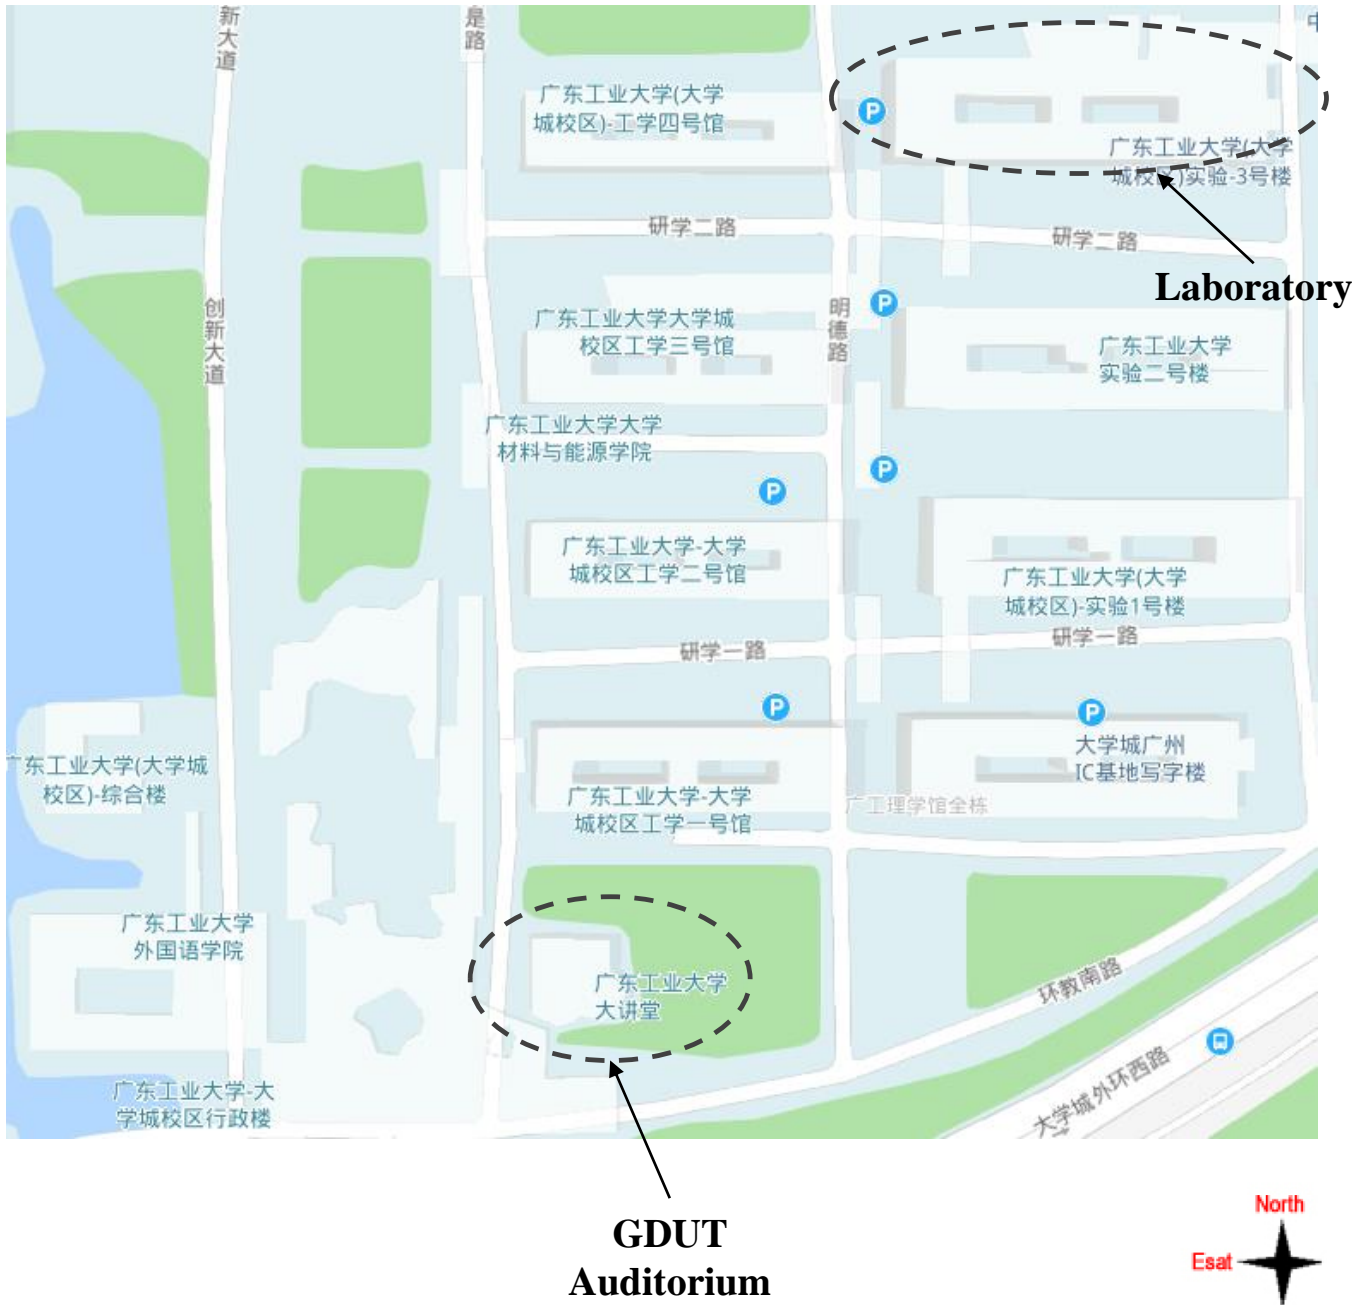 新大道
是路
中
广东工业大学(大学
城校区)-工学四号馆
P
广东工业大学(大学
城校区)实验-3号楼
研学二路
研学二路
Laboratory
创新大道
广东工业大学大学城
校区工学三号馆
明德路
P
广东工业大学
实验二号楼
广东工业大学大学
材料与能源学院
P
P
广东工业大学-大学
城校区工学二号馆
广东工业大学(大学
城校区)-实验1号楼
研学一路
研学一路
P
P
大学城广州
IC基地写字楼
广东工业大学(大学城
校区)-综合楼
广东工业大学-大学
城校区工学一号馆
广工理学馆全栋
广东工业大学
外国语学院
广东工业大学
大讲堂
环教南路
大学城外环西路
广东工业大学-大
学城校区行政楼
GDUT
Auditorium
North
Esat